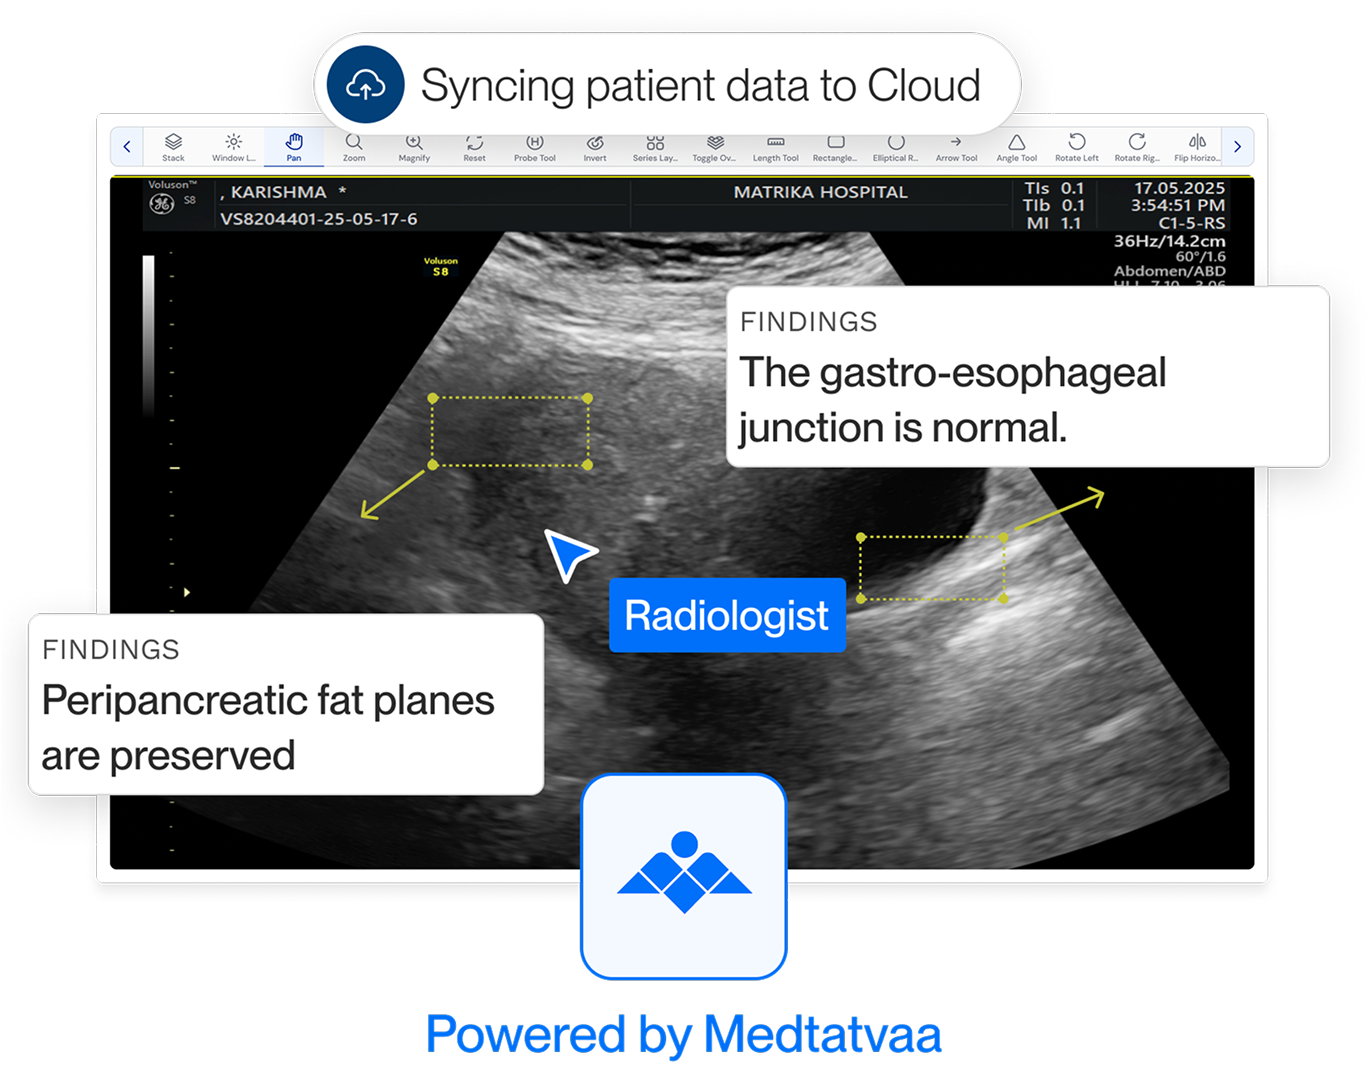 Syncing patient data to Cloud
Stack
Window L...
Pan
Zoom
Magnify
Reset
Probe Tool
Invert
Series Lay...
Toggle Ov...
Length Tool
Rectangle...
Elliptical R...
Arrow Tool
Angle Tool
Rotate Left
Rotate Rig...
Flip Horizo...
Voluson™
S8
, KARISHMA *
VS8204401-25-05-17-6
MATRIKA HOSPITAL
TIs 0.1
TIb 0.1
MI 1.1
17.05.2025
3:54:51 PM
C1-5-RS
36Hz/14.2cm
60°/1.6
Abdomen/ABD
Voluson
S8
FINDINGS
The gastro-esophageal
junction is normal.
Radiologist
FINDINGS
Peripancreatic fat planes
are preserved
Powered by Medtatvaa